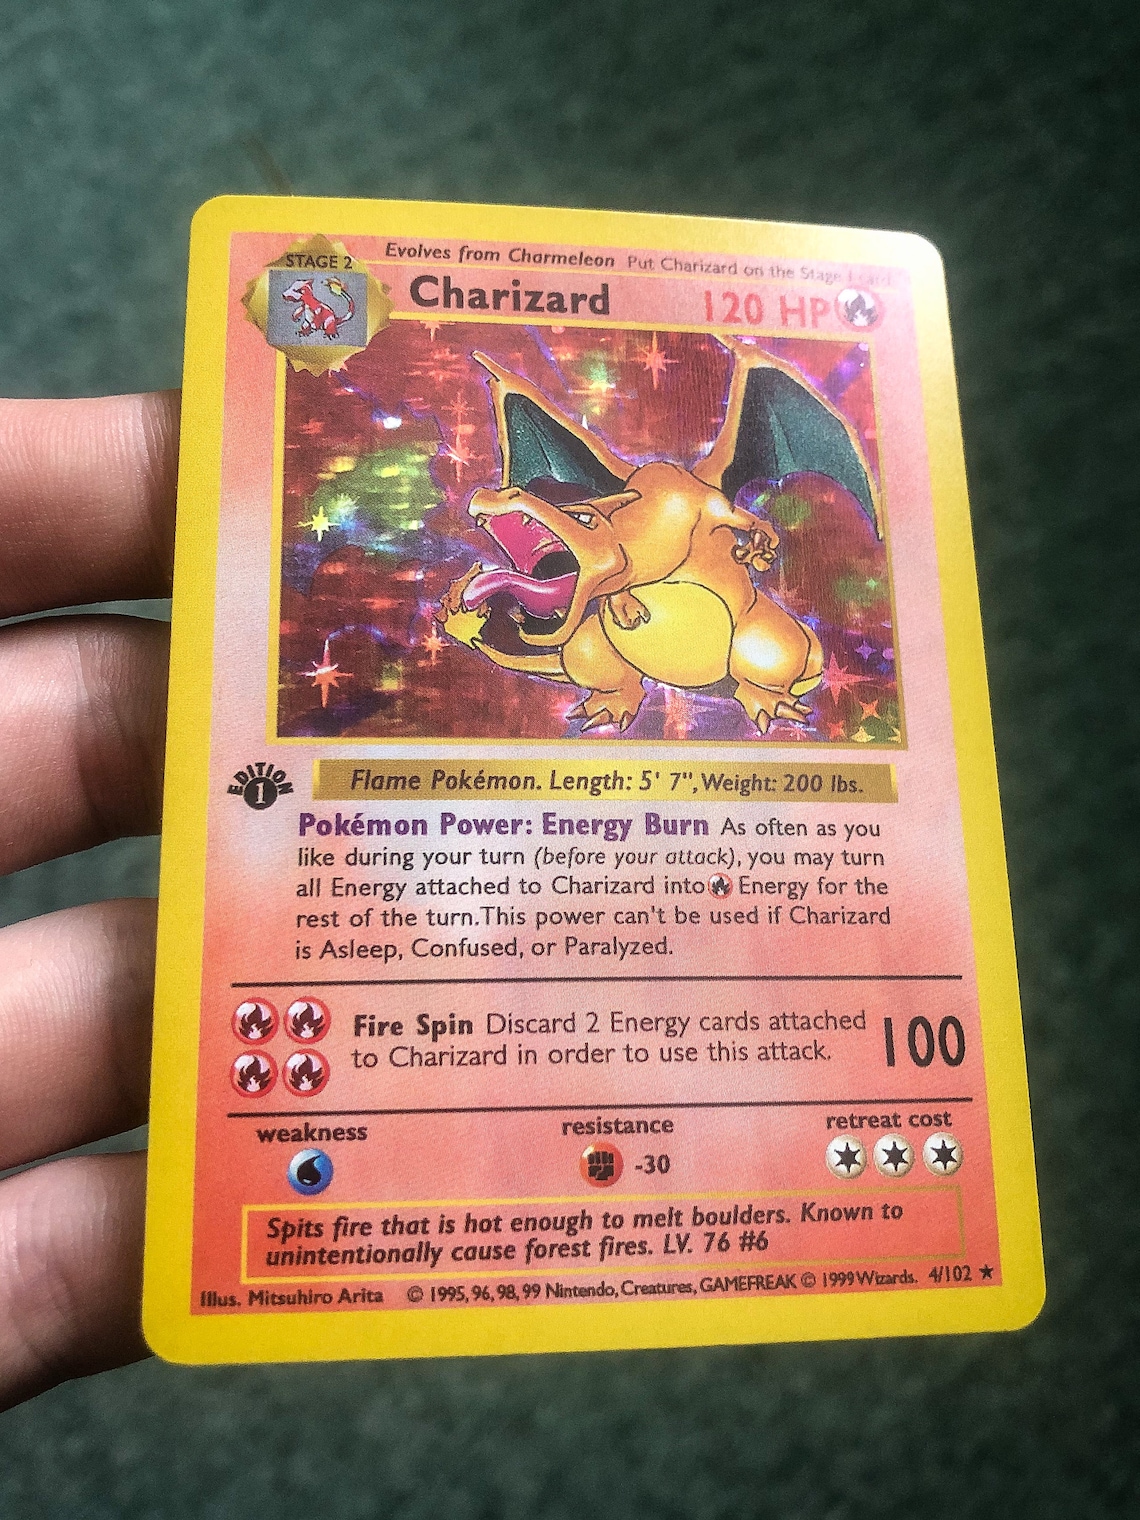 Evolves from Charmeleon Put Charizard on the Stage 1 card
STAGE 2
Charizard 120 HP
EDITION 1
Flame Pokémon. Length: 5' 7", Weight: 200 lbs.
Pokémon Power: Energy Burn As often as you
like during your turn (before your attack), you may turn
all Energy attached to Charizard into Energy for the
rest of the turn.This power can't be used if Charizard
is Asleep, Confused, or Paralyzed.
Fire Spin Discard 2 Energy cards attached 100
to Charizard in order to use this attack.
weakness resistance retreat cost
-30
Spits fire that is hot enough to melt boulders. Known to
unintentionally cause forest fires. LV. 76 #6
Illus. Mitsuhiro Arita © 1995, 96, 98, 99 Nintendo, Creatures, GAMEFREAK © 1999 Wizards. 4/102 ★